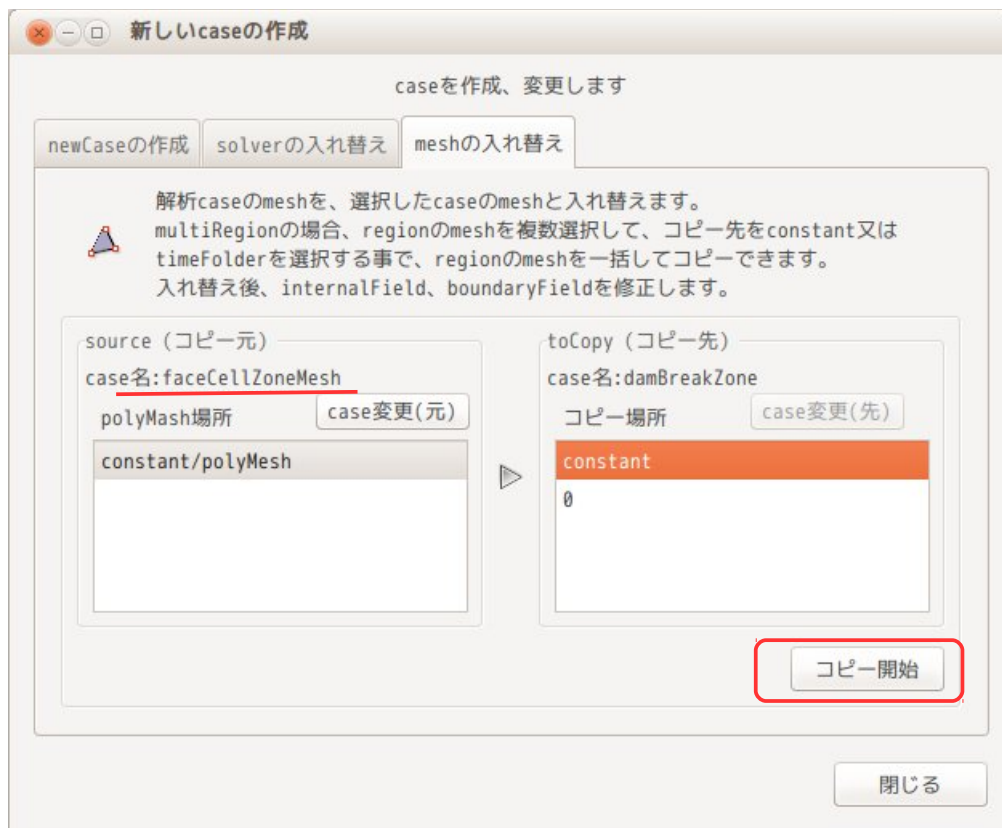 新しいcaseの作成
caseを作成、変更します
newCaseの作成
solverの入れ替え
meshの入れ替え
解析caseのmeshを、選択したcaseのmeshと入れ替えます。
multiRegionの場合、regionのmeshを複数選択して、コピー先をconstant又は
timeFolderを選択する事で、regionのmeshを一括してコピーできます。
入れ替え後、internalField、boundaryFieldを修正します。
source (コピー元)
case名:faceCellZoneMesh
polyMash場所
case変更(元)
constant/polyMesh
toCopy (コピー先)
case名:damBreakZone
コピー場所
case変更(先)
constant
0
コピー開始
閉じる